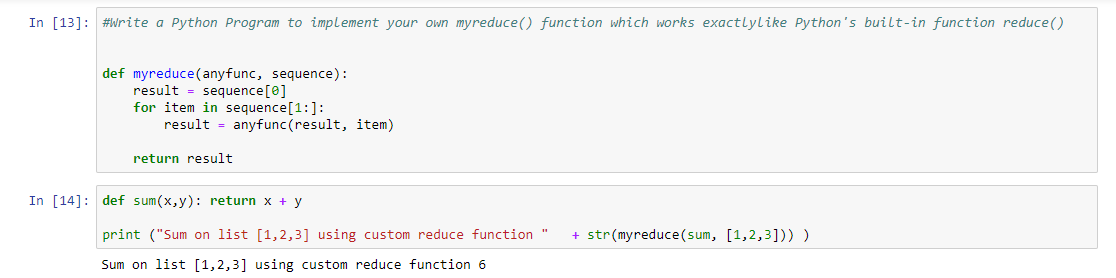 In [13]: #Write a Python Program to implement your own myreduce() function which works exactlylike Python's built-in function reduce()
def myreduce(anyfunc, sequence):
    result = sequence[0]
    for item in sequence[1:]:
        result = anyfunc(result, item)
    return result
In [14]: def sum(x,y): return x + y
print ("Sum on list [1,2,3] using custom reduce function "   + str(myreduce(sum, [1,2,3])) )
Sum on list [1,2,3] using custom reduce function 6